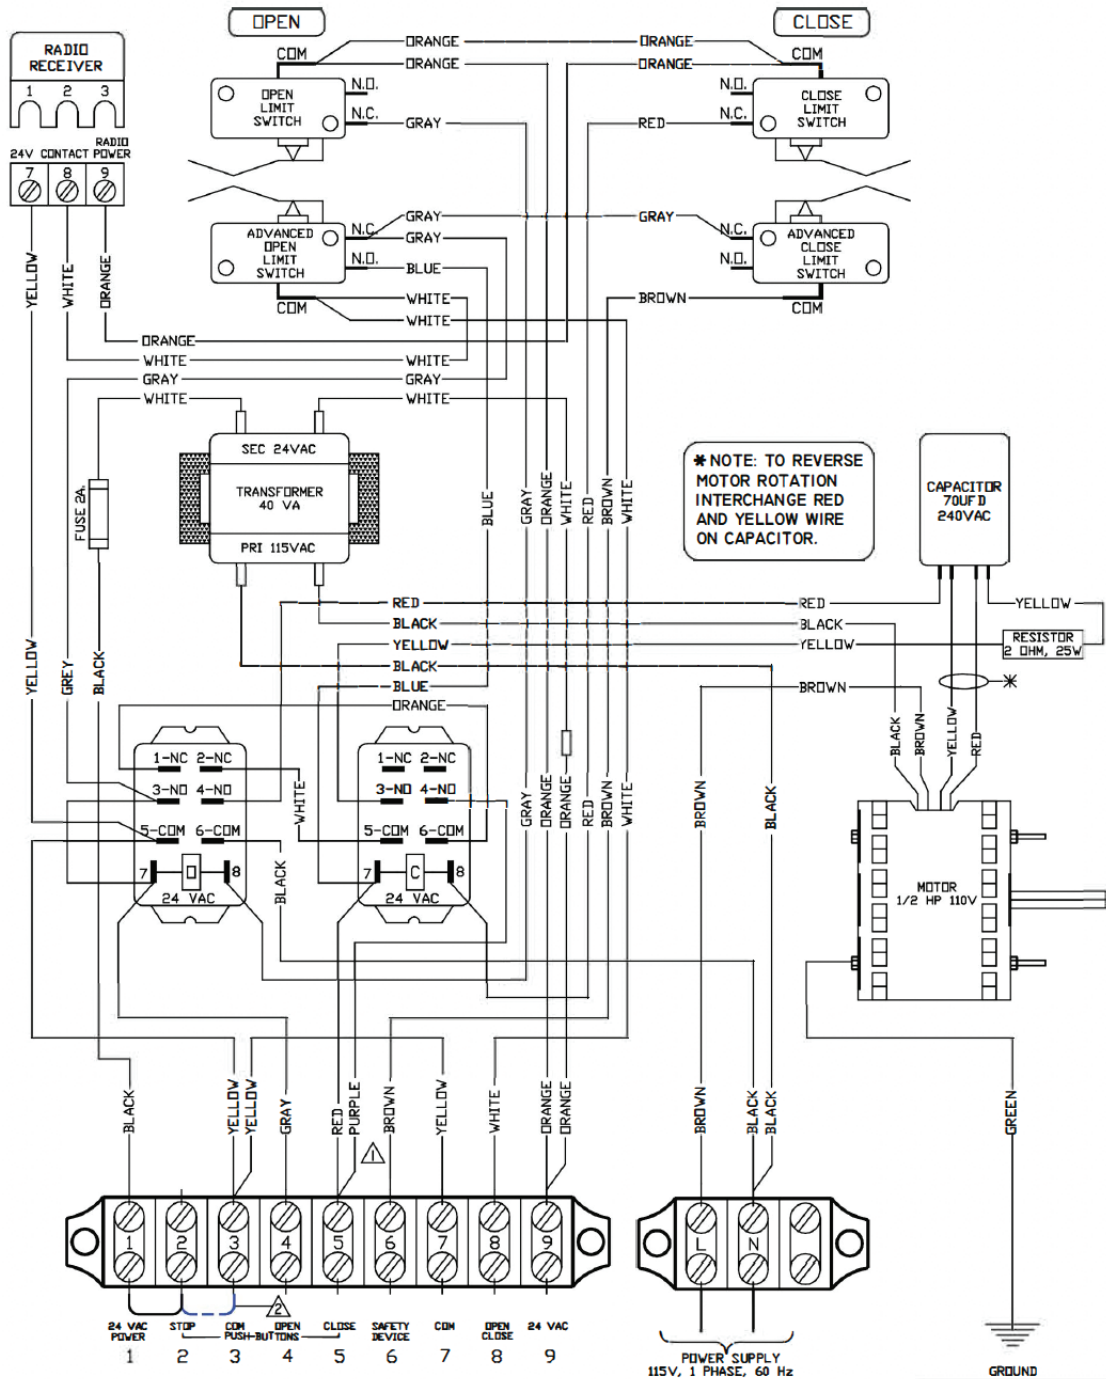 OPEN
CLOSE
RADIO
RECEIVER
1 2 3
24V CONTACT RADIO POWER
7 8 9
YELLOW
WHITE
ORANGE
COM
ORANGE
ORANGE
ORANGE
ORANGE
COM
OPEN
LIMIT
SWITCH
N.O.
N.C.
GRAY
RED
N.O.
N.C.
CLOSE
LIMIT
SWITCH
ADVANCED
OPEN
LIMIT
SWITCH
N.C.
N.O.
COM
GRAY
GRAY
BLUE
WHITE
WHITE
GRAY
BROWN
N.C.
N.O.
COM
ADVANCED
CLOSE
LIMIT
SWITCH
ORANGE
WHITE
GRAY
WHITE
GRAY
WHITE
SEC 24VAC
TRANSFORMER
40 VA
PRI 115VAC
FUSE 2A.
BLUE
GRAY
ORANGE
WHITE
RED
BROWN
WHITE
* NOTE: TO REVERSE
MOTOR ROTATION
INTERCHANGE RED
AND YELLOW WIRE
ON CAPACITOR.
CAPACITOR
70UFD
240VAC
RED
BLACK
YELLOW
BLACK
BLUE
ORANGE
RED
BLACK
YELLOW
BROWN
YELLOW
RESISTOR
2 OHM, 25W
*
YELLOW
GREY
BLACK
BLACK
BROWN
YELLOW
RED
1-NC 2-NC
3-NO 4-NO
5-COM 6-COM
7 O 8
24 VAC
WHITE
BLACK
1-NC 2-NC
3-NO 4-NO
5-COM 6-COM
7 C 8
24 VAC
GRAY
ORANGE
ORANGE
RED
BROWN
WHITE
BROWN
BLACK
MOTOR
1/2 HP 110V
BLACK
YELLOW
YELLOW
GRAY
RED
PURPLE
1
BROWN
YELLOW
WHITE
ORANGE
ORANGE
BROWN
BLACK
BLACK
GREEN
1 2 3 4 5 6 7 8 9
L N
2
24 VAC
POWER
STOP
COM
OPEN
PUSH-BUTTONS
CLOSE
SAFETY
DEVICE
COM
OPEN
CLOSE
24 VAC
1 2 3 4 5 6 7 8 9
POWER SUPPLY
115V, 1 PHASE, 60 Hz
GROUND